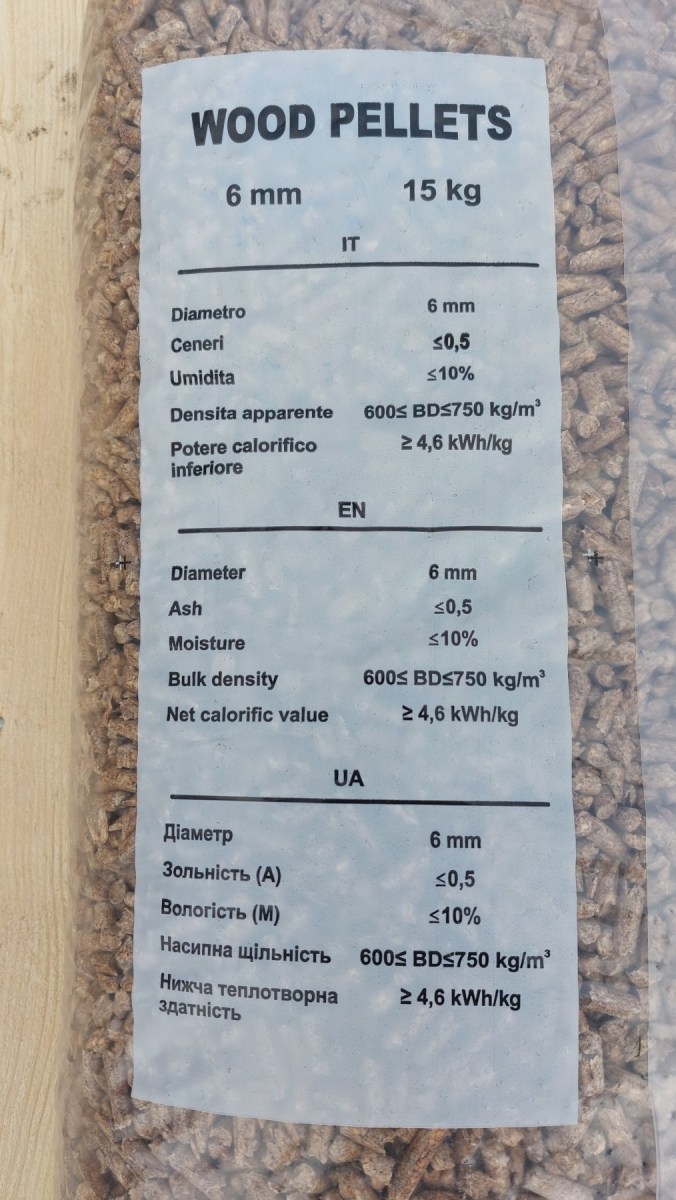 WOOD PELLETS
6 mm 15 kg
IT
Diametro 6 mm
Ceneri ≤0,5
Umidita ≤10%
Densita apparente 600≤ BD≤750 kg/m³
Potere calorifico ≥ 4,6 kWh/kg
inferiore
EN
Diameter 6 mm
Ash ≤0,5
Moisture ≤10%
Bulk density 600≤ BD≤750 kg/m³
Net calorific value ≥ 4,6 kWh/kg
UA
Діаметр 6 mm
Зольність (А) ≤0,5
Вологість (М) ≤10%
Насипна щільність 600≤ BD≤750 kg/m³
Нижча теплотворна ≥ 4,6 kWh/kg
здатність